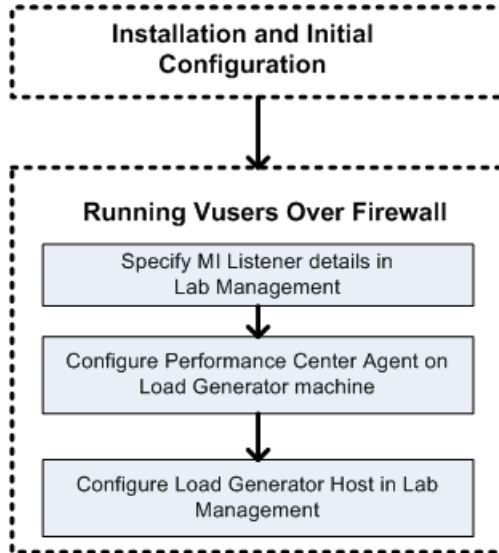 Installation and Initial
Configuration
Running Vusers Over Firewall
Specify MI Listener details in
Lab Management
Configure Performance Center Agent on
Load Generator machine
Configure Load Generator Host in Lab
Management